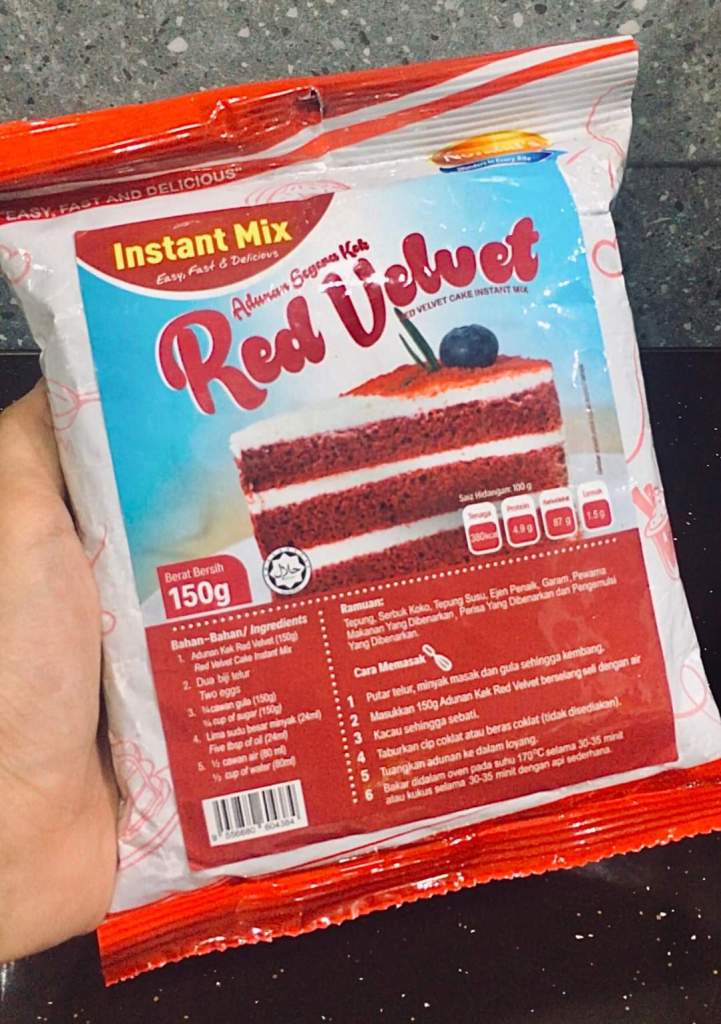 EASY, FAST AND DELICIOUS"
Wonders In Every Bite
Instant Mix
Easy, Fast & Delicious
Adunan Segera Kek
Red Velvet
RED VELVET CAKE INSTANT MIX
Saiz Hidangan: 100 g
Tenaga
380kcal
Protein
4.9 g
87 g
Lemak
1.5 g
Berat Bersih
150g
حلال
Bahan-Bahan/ Ingredients
1. Adunan Kek Red Velvet (150g)
Red Velvet Cake Instant Mix
2. Dua biji telur
Two eggs
3. ¾ cawan gula (150g)
¾ cup of sugar (150g)
4. Lima sudu besar minyak (24ml)
Five tbsp of oil (24ml)
5. ½ cawan air (80 ml)
½ cup of water (80ml)
9 556680 604384
Ramuan:
Tepung, Serbuk Koko, Tepung Susu, Ejen Penaik, Garam, Pewarna
Makanan Yang Dibenarkan, Perisa Yang Dibenarkan dan Pengemulsi
Yang Dibenarkan.
Cara Memasak
1 Putar telur, minyak masak dan gula sehingga kembang.
2 Masukkan 150g Adunan Kek Red Velvet berselang seli dengan air
3 Kacau sehingga sebati.
4 Taburkan cip coklat atau beras coklat (tidak disediakan).
5 Tuangkan adunan ke dalam loyang.
6 Bakar didalam oven pada suhu 170°C selama 30-35 minit
atau kukus selama 30-35 minit dengan api sederhana.